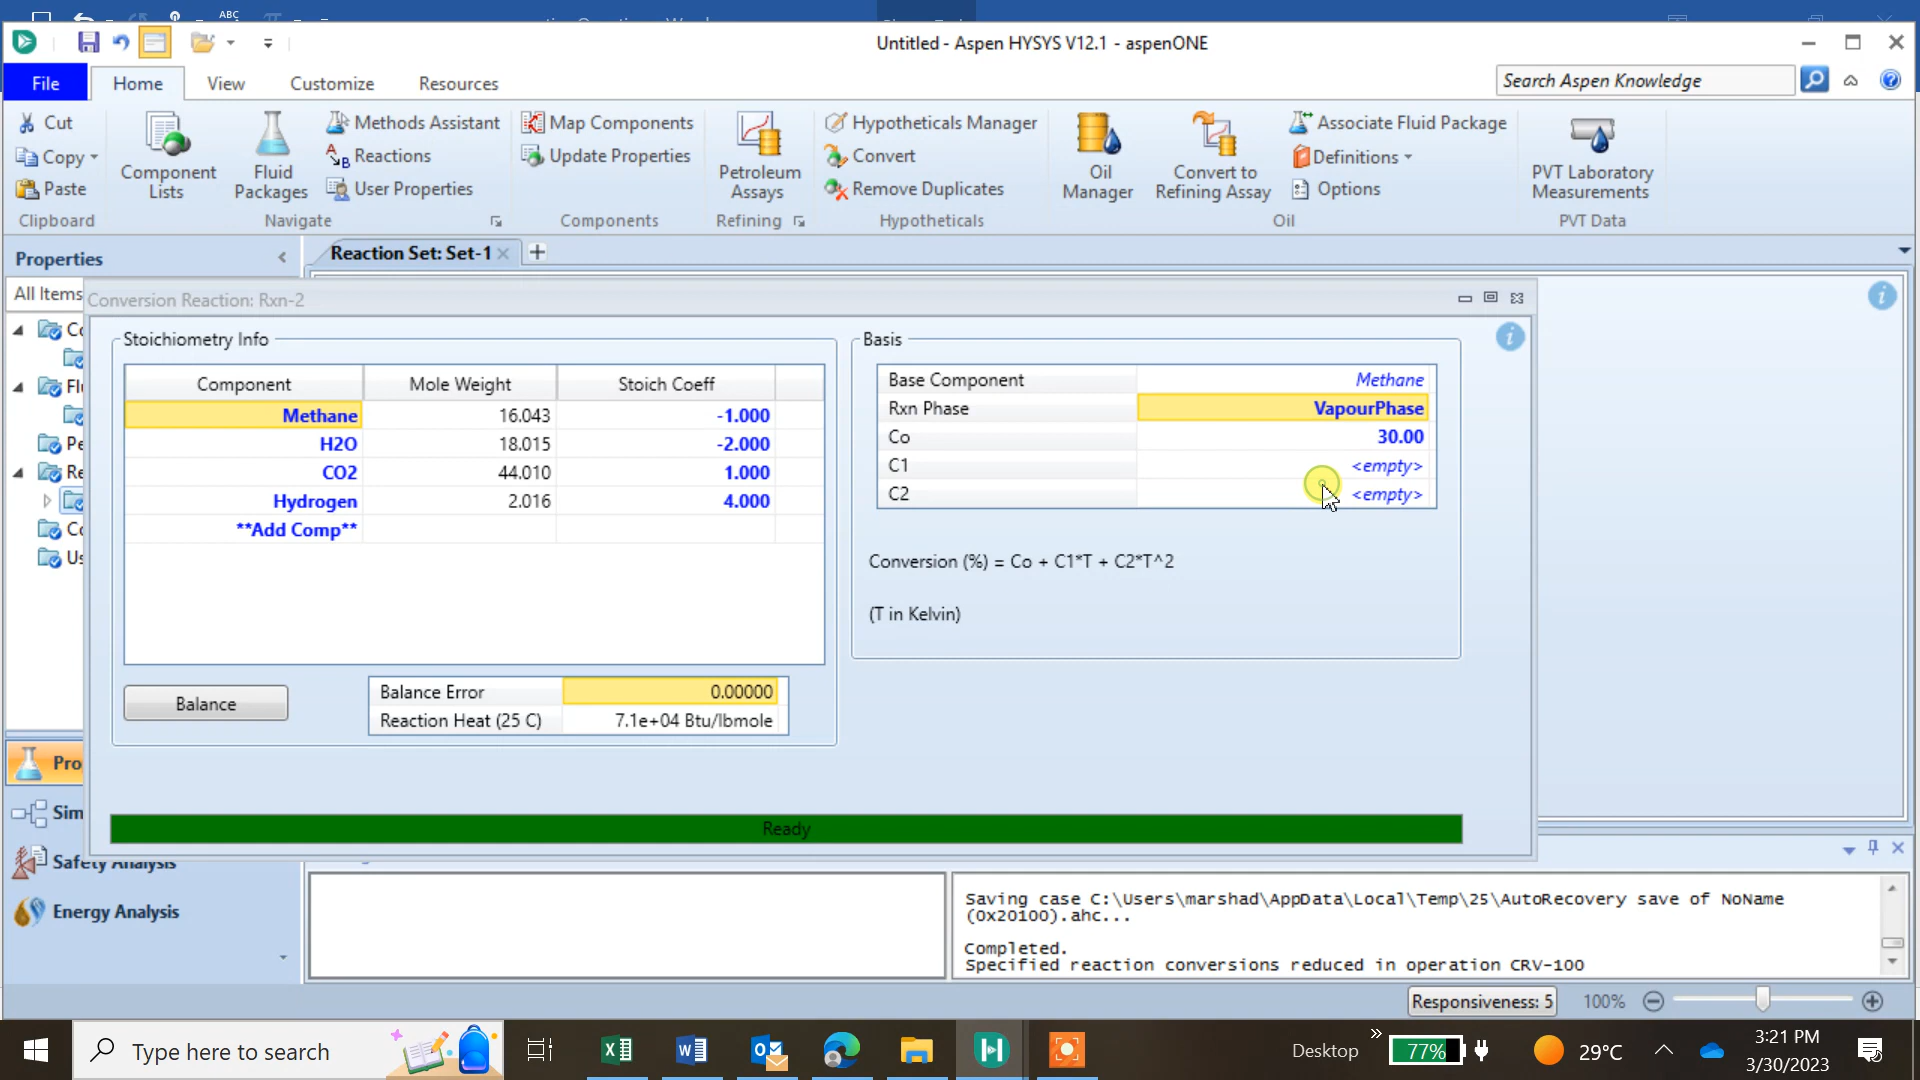 ABC
Untitled - Aspen HYSYS V12.1 - aspenONE
File
Home
View
Customize
Resources
Search Aspen Knowledge
Cut
Copy
Paste
Clipboard
Component Lists
Fluid Packages
Methods Assistant
Reactions
User Properties
Navigate
Map Components
Update Properties
Components
Petroleum Assays
Refining
Hypotheticals Manager
Convert
Remove Duplicates
Hypotheticals
Oil Manager
Convert to Refining Assay
Associate Fluid Package
Definitions
Options
Oil
PVT Laboratory Measurements
PVT Data
Properties
Reaction Set: Set-1
All Items
Conversion Reaction: Rxn-2
Stoichiometry Info
Component Mole Weight Stoich Coeff
Methane 16.043 -1.000
H2O 18.015 -2.000
CO2 44.010 1.000
Hydrogen 2.016 4.000
**Add Comp**
Balance
Balance Error 0.00000
Reaction Heat (25 C) 7.1e+04 Btu/lbmole
Basis
Base Component Methane
Rxn Phase VapourPhase
Co 30.00
C1 <empty>
C2 <empty>
Conversion (%) = Co + C1*T + C2*T^2
(T in Kelvin)
Ready
Co
Flu
Pe
Re
Co
Us
Pro
Sim
Safety Analysis
Energy Analysis
Saving case C:\Users\marshad\AppData\Local\Temp\25\AutoRecovery save of NoName
(0x20100).ahc...
Completed.
Specified reaction conversions reduced in operation CRV-100
Responsiveness: 5
100%
Type here to search
Desktop
77%
29°C
3:21 PM
3/30/2023